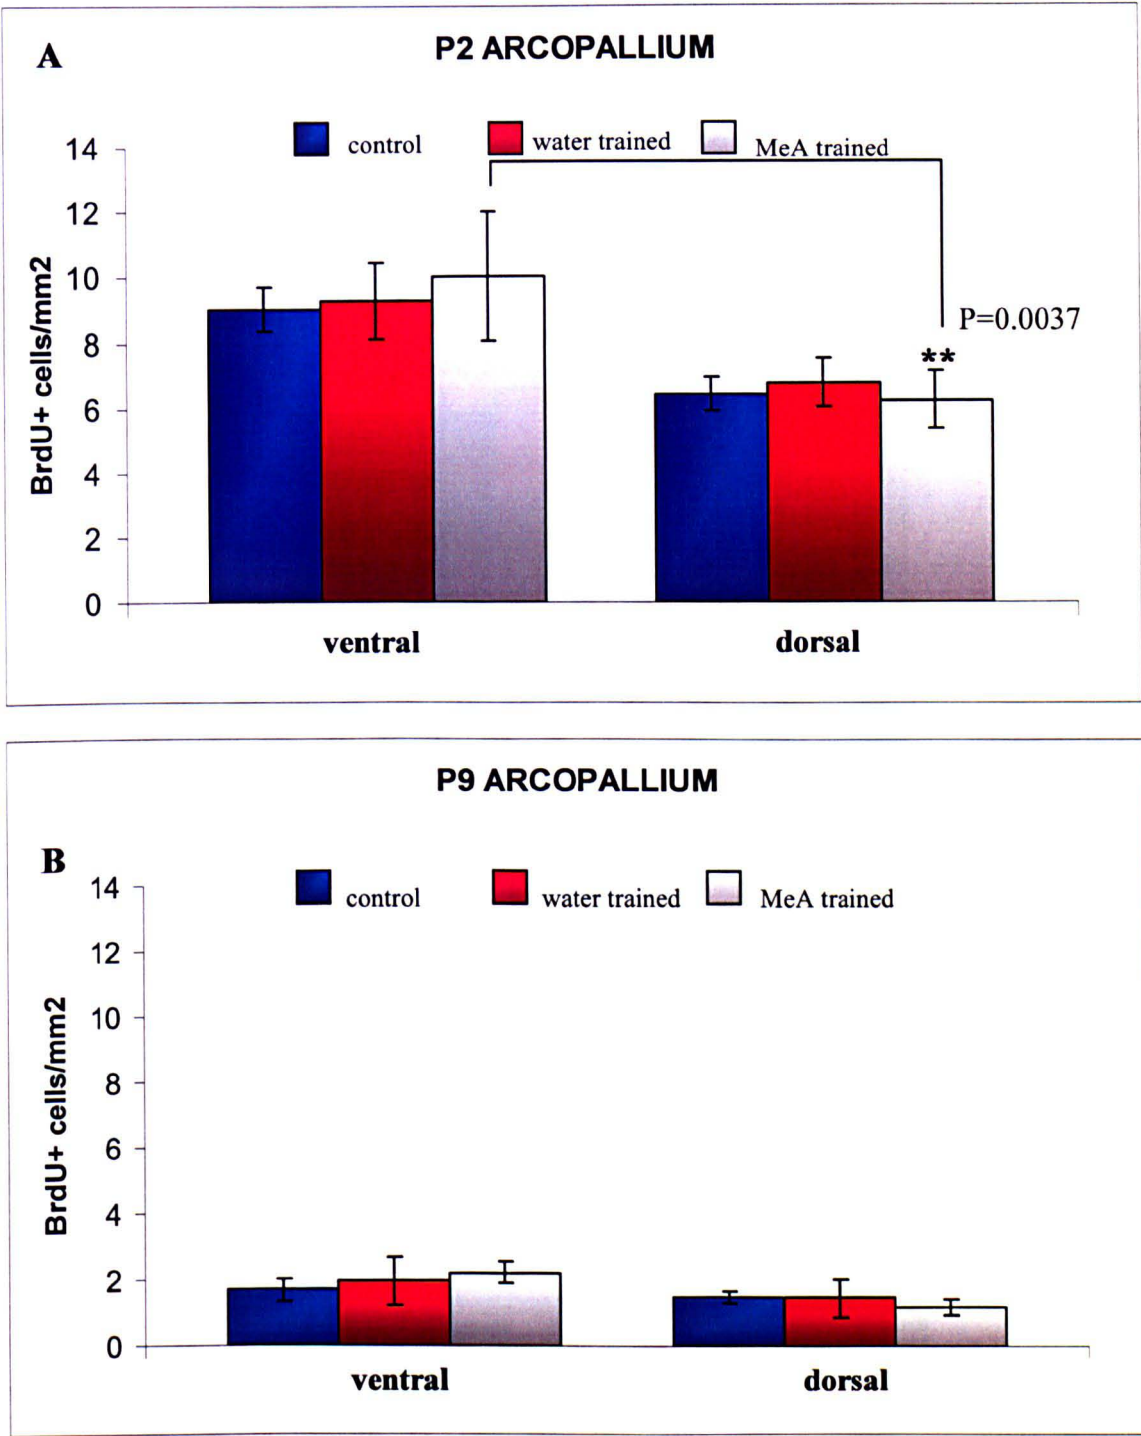 A
P2 ARCOPALLIUM
control
water trained
MeA trained
14
12
10
8
6
4
2
0
BrdU+ cells/mm2
P=0.0037
**
ventral
dorsal
P9 ARCOPALLIUM
B
control
water trained
MeA trained
14
12
10
8
6
4
2
0
BrdU+ cells/mm2
ventral
dorsal